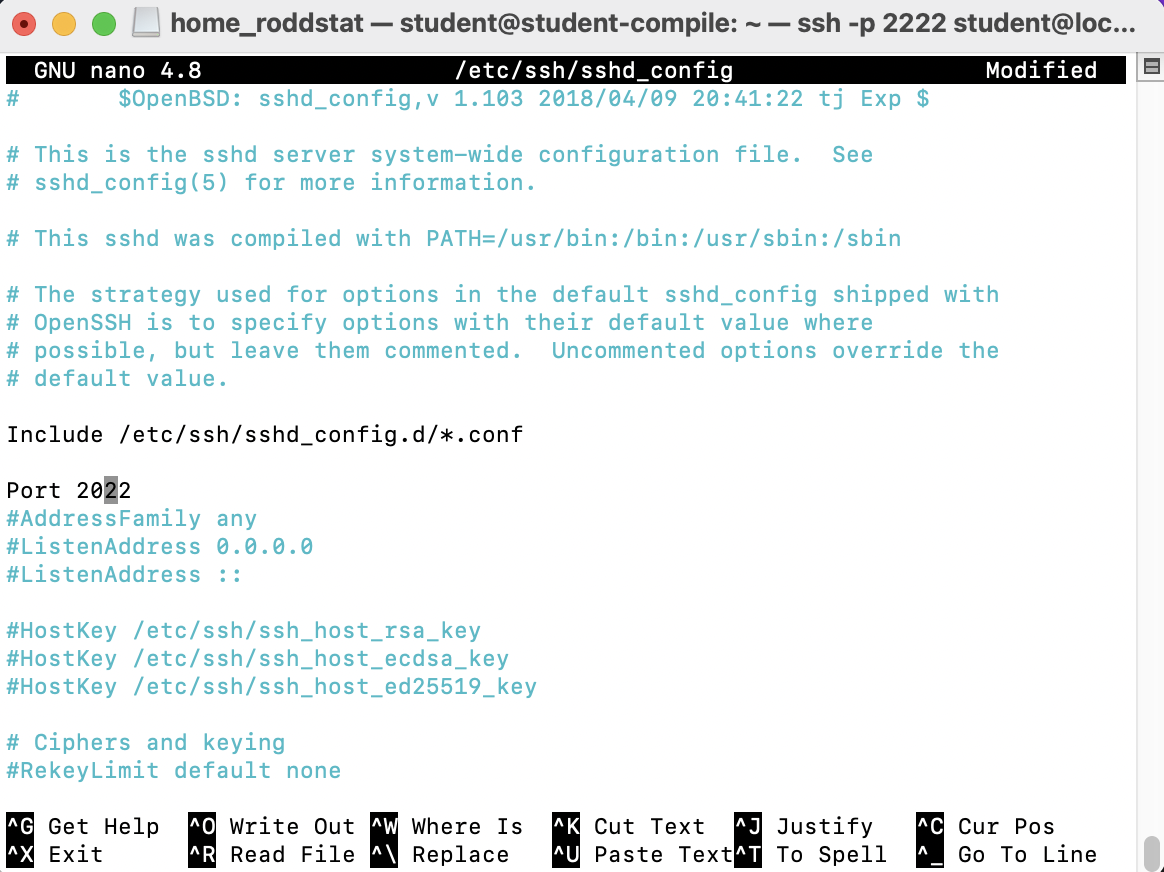 home_roddstat — student@student-compile: ~ — ssh -p 2222 student@loc...
GNU nano 4.8 /etc/ssh/sshd_config Modified
# $OpenBSD: sshd_config,v 1.103 2018/04/09 20:41:22 tj Exp $
# This is the sshd server system-wide configuration file.  See
# sshd_config(5) for more information.
# This sshd was compiled with PATH=/usr/bin:/bin:/usr/sbin:/sbin
# The strategy used for options in the default sshd_config shipped with
# OpenSSH is to specify options with their default value where
# possible, but leave them commented.  Uncommented options override the
# default value.
Include /etc/ssh/sshd_config.d/*.conf
Port 2022
#AddressFamily any
#ListenAddress 0.0.0.0
#ListenAddress ::
#HostKey /etc/ssh/ssh_host_rsa_key
#HostKey /etc/ssh/ssh_host_ecdsa_key
#HostKey /etc/ssh/ssh_host_ed25519_key
# Ciphers and keying
#RekeyLimit default none
^G Get Help ^O Write Out ^W Where Is ^K Cut Text ^J Justify ^C Cur Pos
^X Exit ^R Read File ^\ Replace ^U Paste Text ^T To Spell ^_ Go To Line